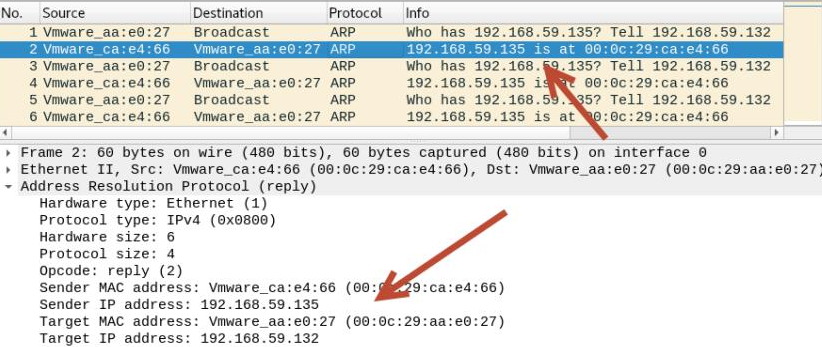 No. Source Destination Protocol Info
1 Vmware_aa:e0:27 Broadcast ARP Who has 192.168.59.135? Tell 192.168.59.132
2 Vmware_ca:e4:66 Vmware_aa:e0:27 ARP 192.168.59.135 is at 00:0c:29:ca:e4:66
3 Vmware_aa:e0:27 Broadcast ARP Who has 192.168.59.135? Tell 192.168.59.132
4 Vmware_ca:e4:66 Vmware_aa:e0:27 ARP 192.168.59.135 is at 00:0c:29:ca:e4:66
5 Vmware_aa:e0:27 Broadcast ARP Who has 192.168.59.135? Tell 192.168.59.132
6 Vmware_ca:e4:66 Vmware_aa:e0:27 ARP 192.168.59.135 is at 00:0c:29:ca:e4:66
Frame 2: 60 bytes on wire (480 bits), 60 bytes captured (480 bits) on interface 0
Ethernet II, Src: Vmware_ca:e4:66 (00:0c:29:ca:e4:66), Dst: Vmware_aa:e0:27 (00:0c:29:aa:e0:27)
Address Resolution Protocol (reply)
Hardware type: Ethernet (1)
Protocol type: IPv4 (0x0800)
Hardware size: 6
Protocol size: 4
Opcode: reply (2)
Sender MAC address: Vmware_ca:e4:66 (00:0c:29:ca:e4:66)
Sender IP address: 192.168.59.135
Target MAC address: Vmware_aa:e0:27 (00:0c:29:aa:e0:27)
Target IP address: 192.168.59.132